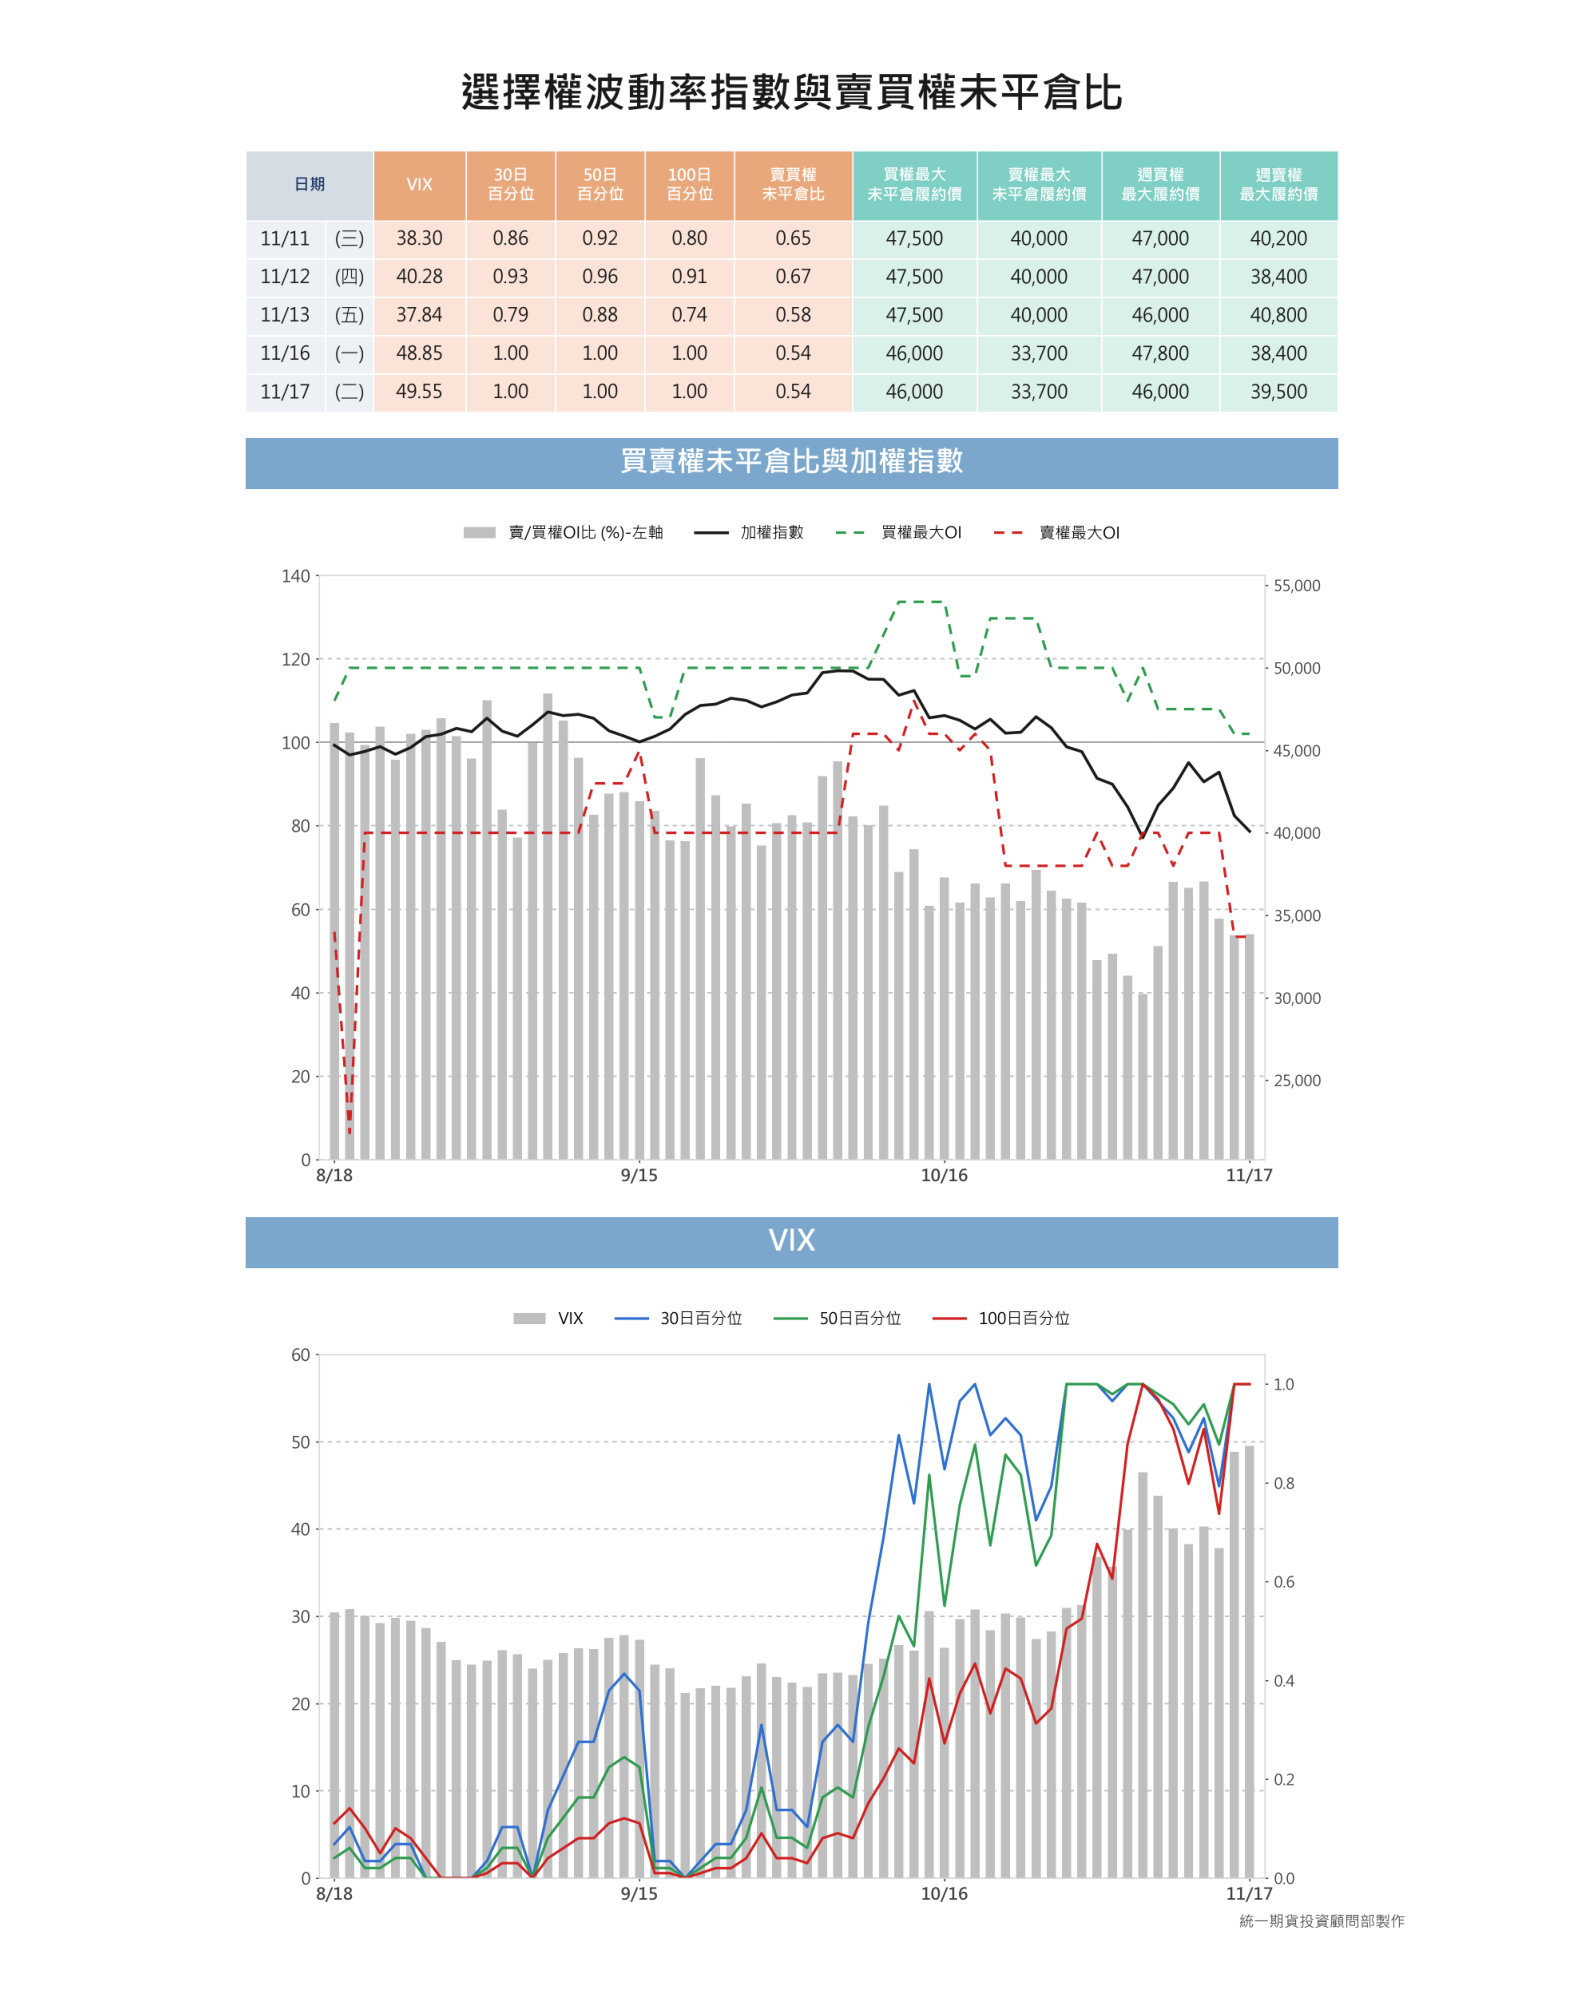 選擇權波動率指數與賣買權未平倉比
日期 VIX 30日百分位 50日百分位 100日百分位 賣買權未平倉比 買權最大未平倉履約價 賣權最大未平倉履約價 週買權最大履約價 週賣權最大履約價
11/11 (三) 38.30 0.86 0.92 0.80 0.65 47,500 40,000 47,000 40,200
11/12 (四) 40.28 0.93 0.96 0.91 0.67 47,500 40,000 47,000 38,400
11/13 (五) 37.84 0.79 0.88 0.74 0.58 47,500 40,000 46,000 40,800
11/16 (一) 48.85 1.00 1.00 1.00 0.54 46,000 33,700 47,800 38,400
11/17 (二) 49.55 1.00 1.00 1.00 0.54 46,000 33,700 46,000 39,500
買賣權未平倉比與加權指數
賣/買權OI比 (%)-左軸 加權指數 買權最大OI 賣權最大OI
140
120
100
80
60
40
20
0
55,000
50,000
45,000
40,000
35,000
30,000
25,000
8/18 9/15 10/16 11/17
VIX
VIX 30日百分位 50日百分位 100日百分位
60
50
40
30
20
10
0
1.0
0.8
0.6
0.4
0.2
0.0
8/18 9/15 10/16 11/17
統一期貨投資顧問部製作